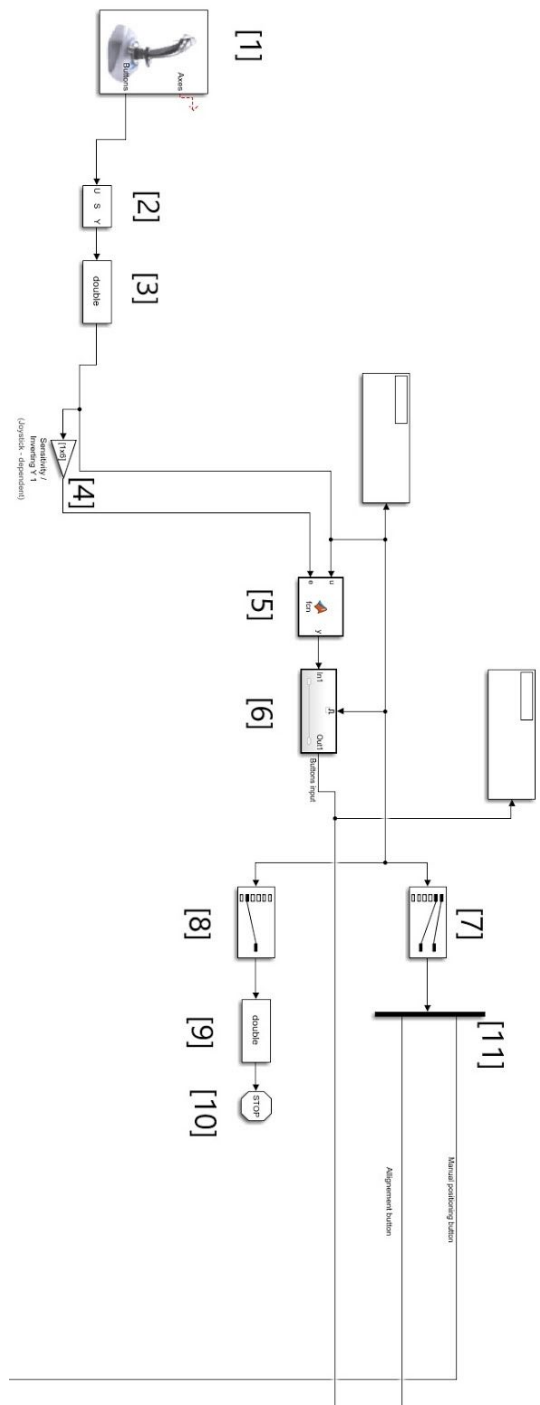 [1]
Axes
Buttons
[2]
U S Y
[3]
double
[1x6]
[4]
Sensitivity /
Inverting Y 1
(Joystick - dependent)
[5]
u
e
fcn
y
[6]
In1
Out1
Buttons input
[7]
[8]
[9]
double
[10]
STOP
[11]
Manual positioning button
Allignement button